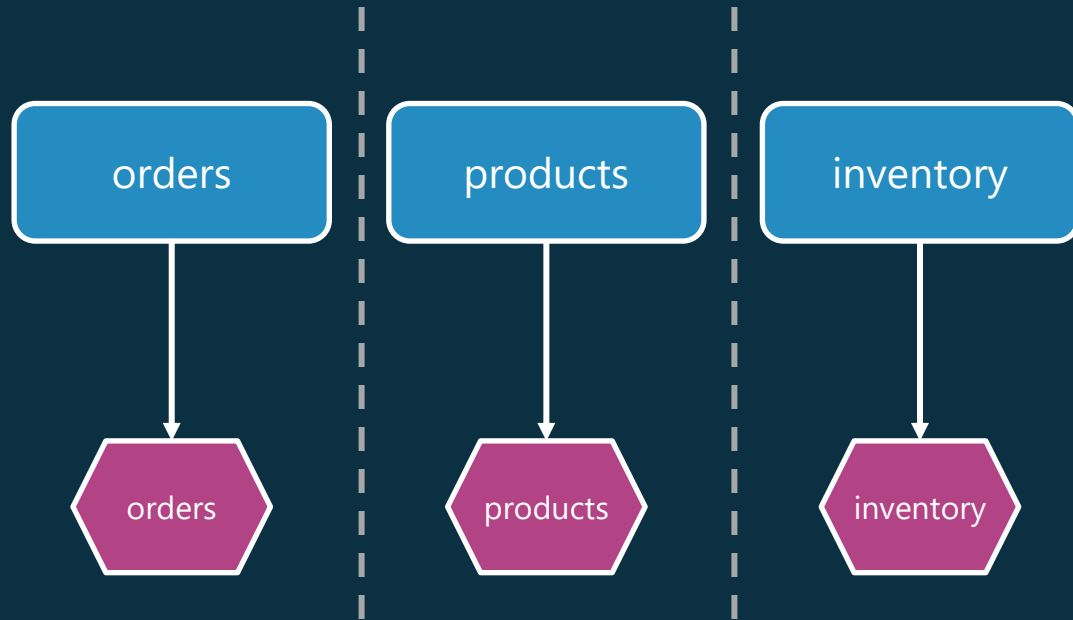 orders
products
inventory
orders
products
inventory